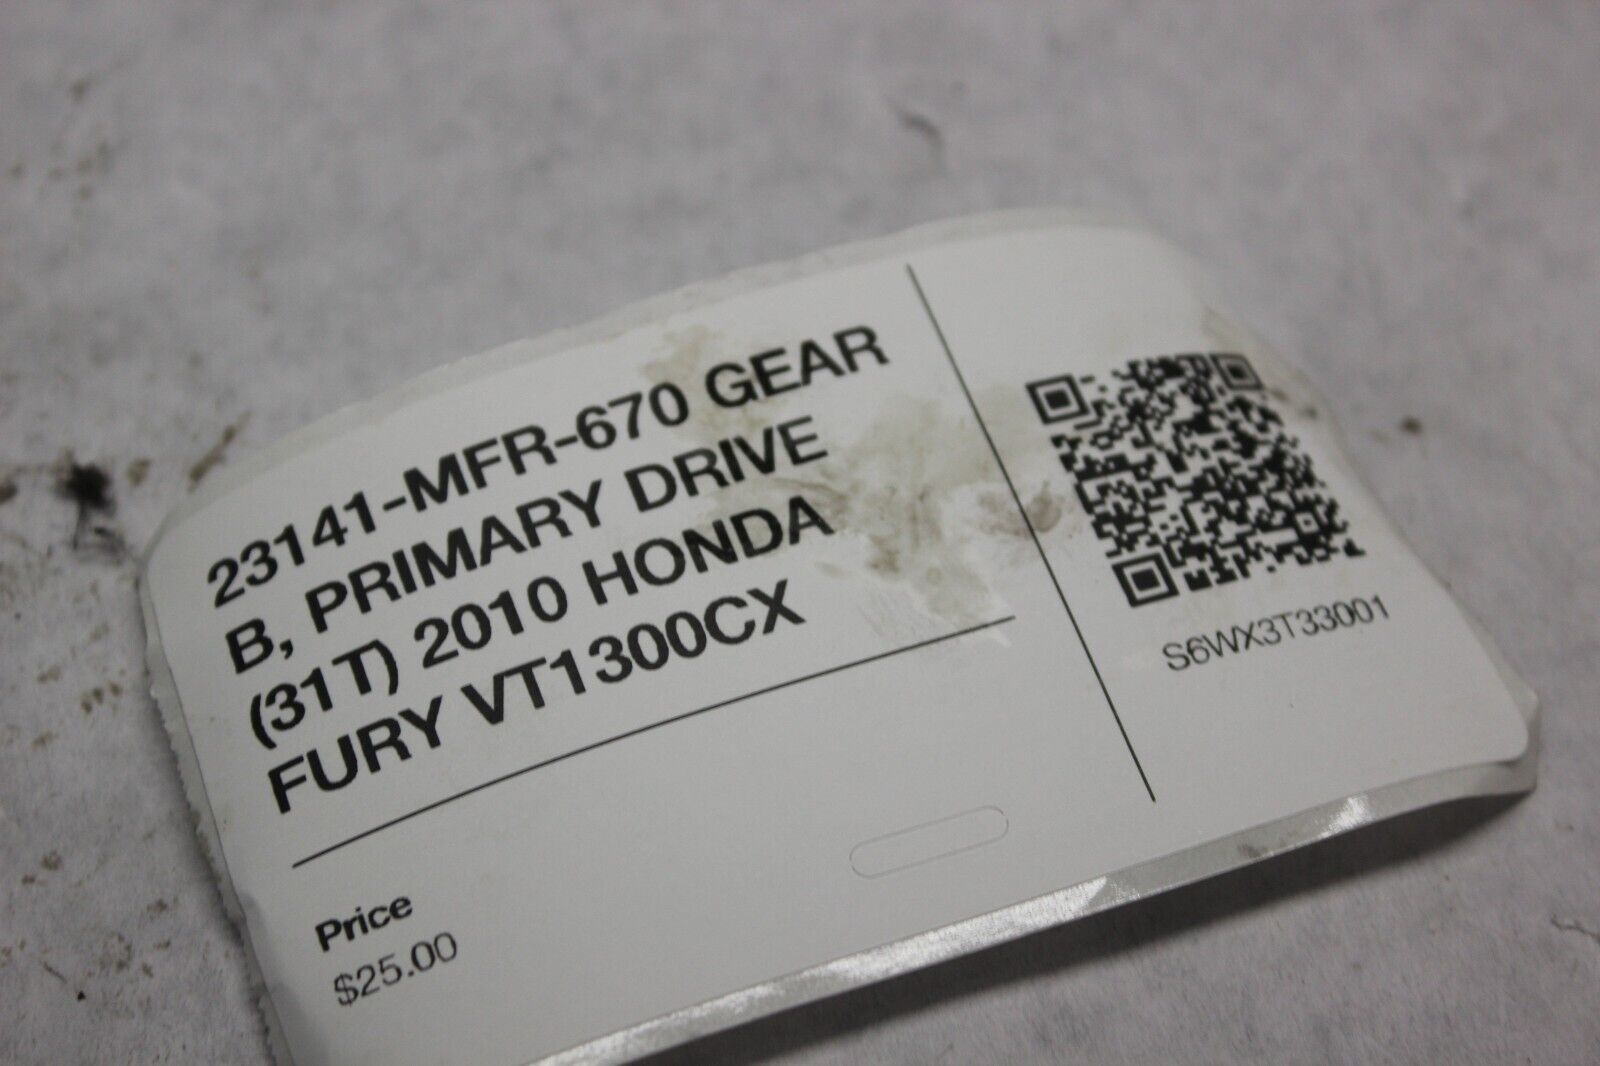 23141-MFR-670 GEAR
B, PRIMARY DRIVE
(31T) 2010 HONDA
FURY VT1300CX
Price
$25.00
S6WX3T33001